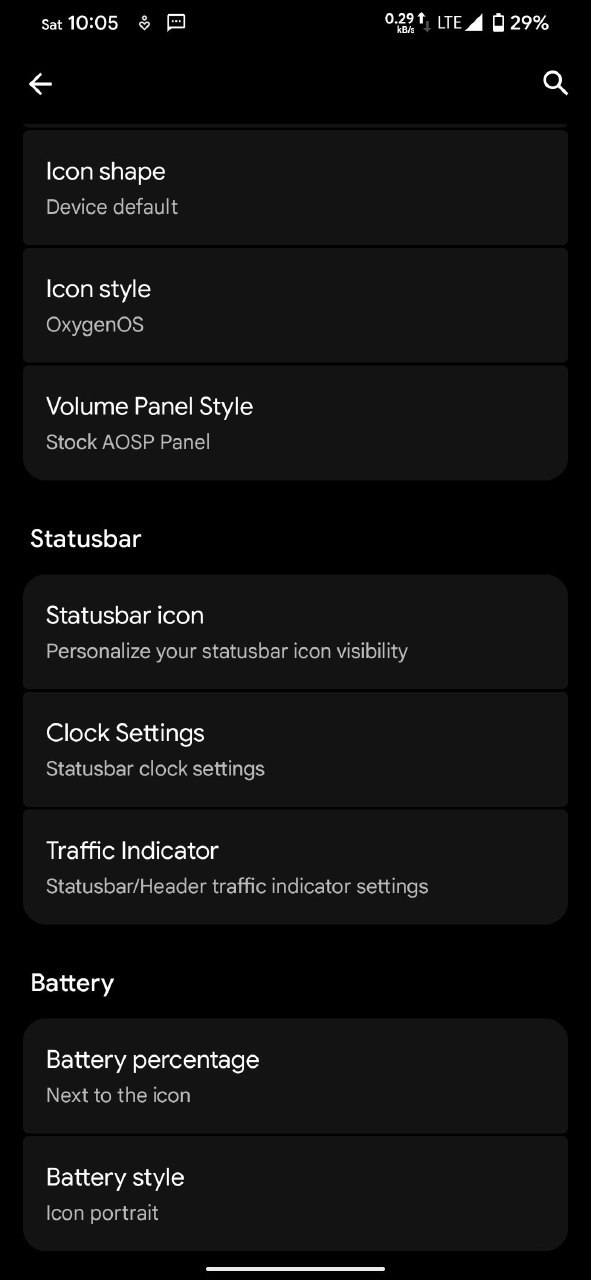 Sat 10:05
0.29 kB/s LTE 29%
Icon shape
Device default
Icon style
OxygenOS
Volume Panel Style
Stock AOSP Panel
Statusbar
Statusbar icon
Personalize your statusbar icon visibility
Clock Settings
Statusbar clock settings
Traffic Indicator
Statusbar/Header traffic indicator settings
Battery
Battery percentage
Next to the icon
Battery style
Icon portrait